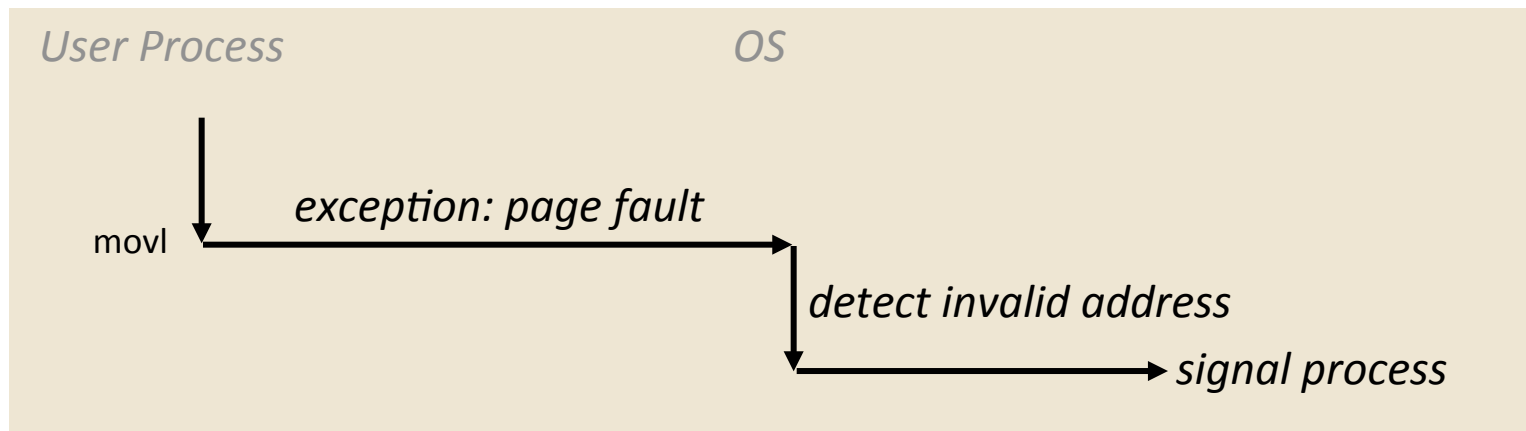 User Process
OS
exception: page fault
movl
detect invalid address
signal process